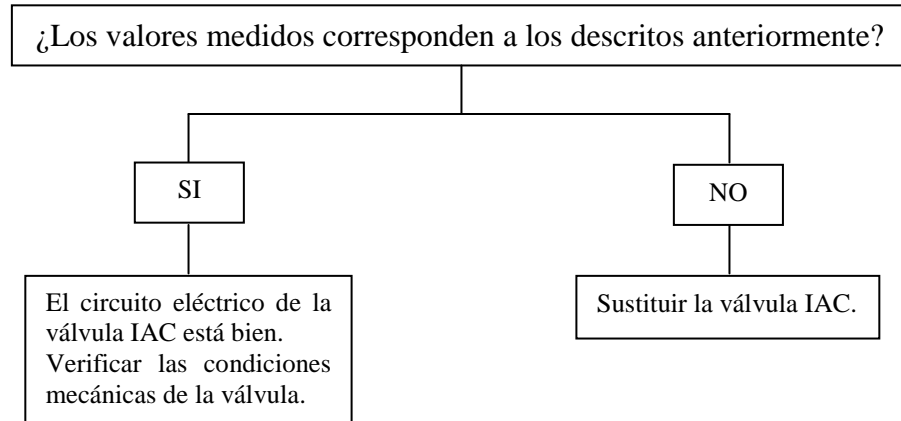 ¿Los valores medidos corresponden a los descritos anteriormente?
SI
NO
El circuito eléctrico de la
válvula IAC está bien.
Verificar las condiciones
mecánicas de la válvula.
Sustituir la válvula IAC.